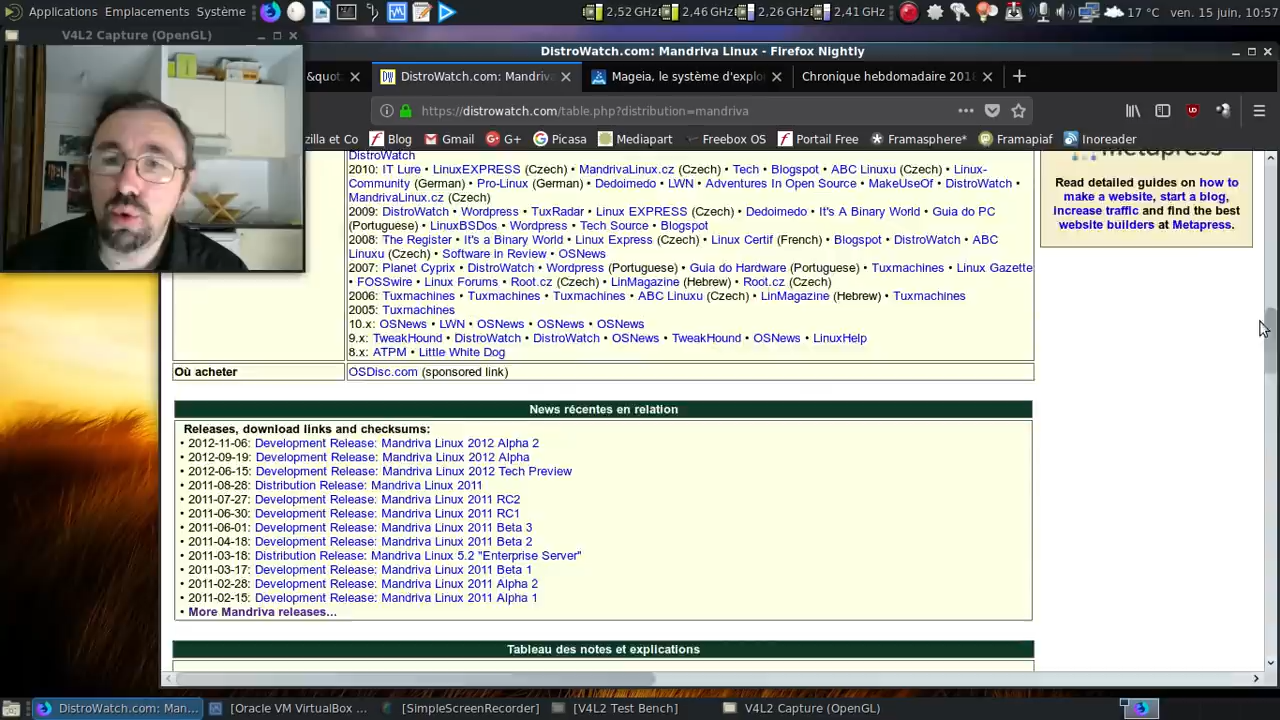 Applications Emplacements Système 2,52 GHz 2,46 GHz 2,26 GHz 2,41 GHz 17 °C ven. 15 juin, 10:57
V4L2 Capture (OpenGL)
DistroWatch.com: Mandriva Linux - Firefox Nightly
&quot; DistroWatch.com: Mandriva Mageia, le système d'explo Chronique hebdomadaire 201
https://distrowatch.com/table.php?distribution=mandriva
zilla et Co Blog Gmail G+ Picasa Mediapart Freebox OS Portail Free Framasphere* Framapiaf Inoreader
DistroWatch
2010: IT Lure • LinuxEXPRESS (Czech) • MandrivaLinux.cz (Czech) • Tech • Blogspot • ABC Linuxu (Czech) • Linux-
Community (German) • Pro-Linux (German) • Dedoimedo • LWN • Adventures In Open Source • MakeUseOf • DistroWatch •
MandrivaLinux.cz (Czech)
2009: DistroWatch • Wordpress • TuxRadar • Linux EXPRESS (Czech) • Dedoimedo • It's A Binary World • Guia do PC
(Portuguese) • LinuxBSDos • Wordpress • Tech Source • Blogspot
2008: The Register • It's a Binary World • Linux Express (Czech) • Linux Certif (French) • Blogspot • DistroWatch • ABC
Linuxu (Czech) • Software in Review • OSNews
2007: Planet Cyprix • DistroWatch • Wordpress (Portuguese) • Guia do Hardware (Portuguese) • Tuxmachines • Linux Gazette
• FOSSwire • Linux Forums • Root.cz (Czech) • LinMagazine (Hebrew) • Root.cz (Czech)
2006: Tuxmachines • Tuxmachines • Tuxmachines • ABC Linuxu (Czech) • LinMagazine (Hebrew) • Tuxmachines
2005: Tuxmachines
10.x: OSNews • LWN • OSNews • OSNews • OSNews
9.x: TweakHound • DistroWatch • DistroWatch • OSNews • TweakHound • OSNews • LinuxHelp
8.x: ATPM • Little White Dog
Où acheter OSDisc.com (sponsored link)
metapress
Read detailed guides on how to
make a website, start a blog,
increase traffic and find the best
website builders at Metapress.
News récentes en relation
Releases, download links and checksums:
• 2012-11-06: Development Release: Mandriva Linux 2012 Alpha 2
• 2012-09-19: Development Release: Mandriva Linux 2012 Alpha
• 2012-06-15: Development Release: Mandriva Linux 2012 Tech Preview
• 2011-08-28: Distribution Release: Mandriva Linux 2011
• 2011-07-27: Development Release: Mandriva Linux 2011 RC2
• 2011-06-30: Development Release: Mandriva Linux 2011 RC1
• 2011-06-01: Development Release: Mandriva Linux 2011 Beta 3
• 2011-04-18: Development Release: Mandriva Linux 2011 Beta 2
• 2011-03-18: Distribution Release: Mandriva Linux 5.2 "Enterprise Server"
• 2011-03-17: Development Release: Mandriva Linux 2011 Beta 1
• 2011-02-28: Development Release: Mandriva Linux 2011 Alpha 2
• 2011-02-15: Development Release: Mandriva Linux 2011 Alpha 1
• More Mandriva releases...
Tableau des notes et explications
DistroWatch.com: Man... [Oracle VM VirtualBox ... [SimpleScreenRecorder] [V4L2 Test Bench] V4L2 Capture (OpenGL)